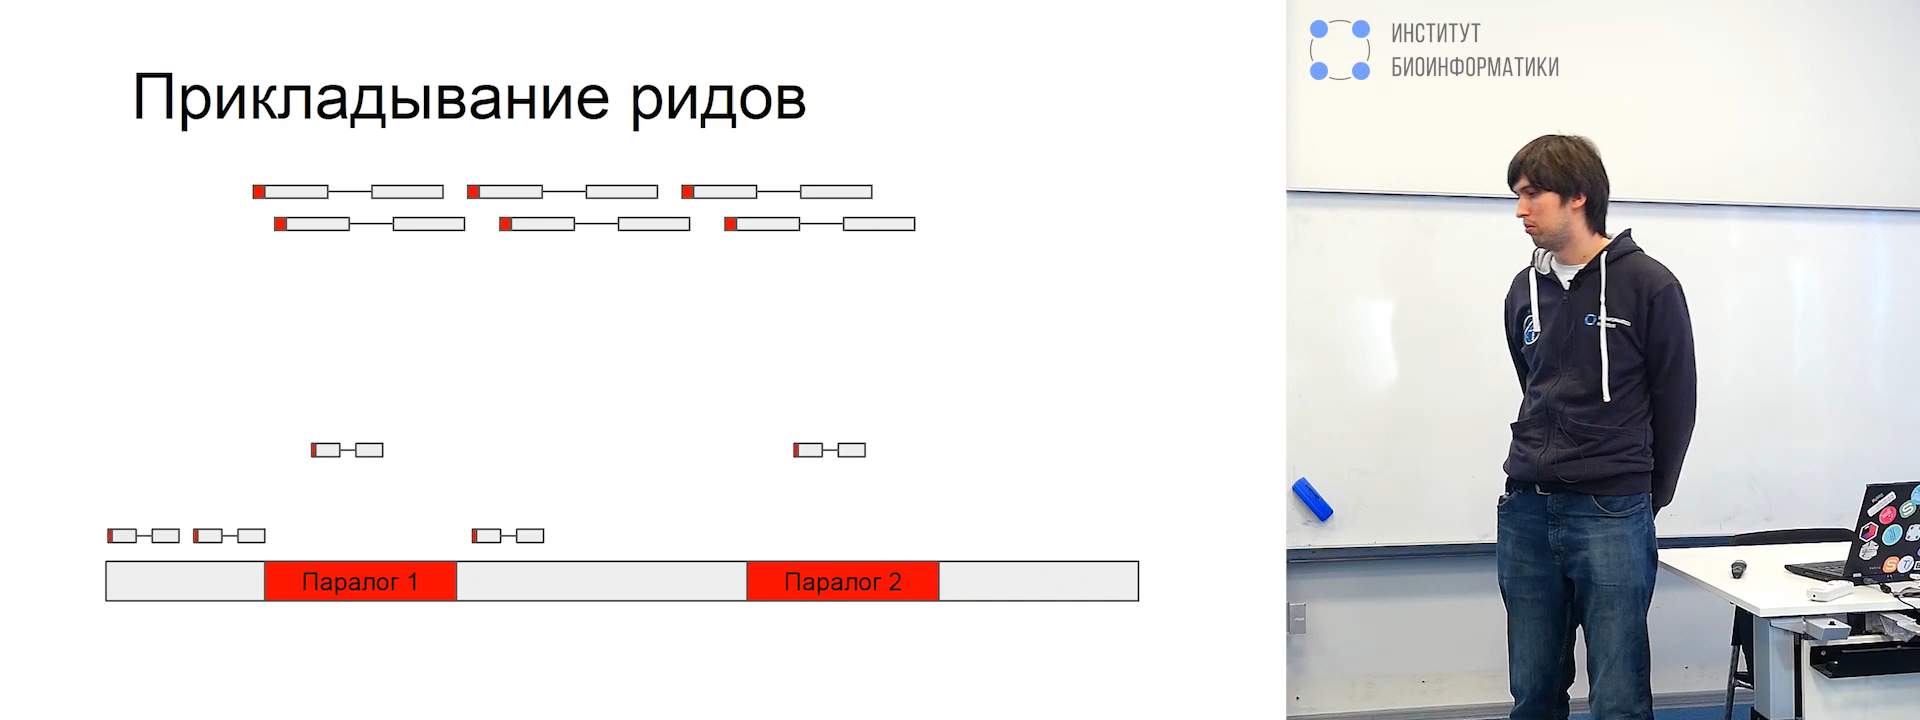 Прикладывание ридов
Паралог 1
Паралог 2
ИНСТИТУТ
БИОИНФОРМАТИКИ